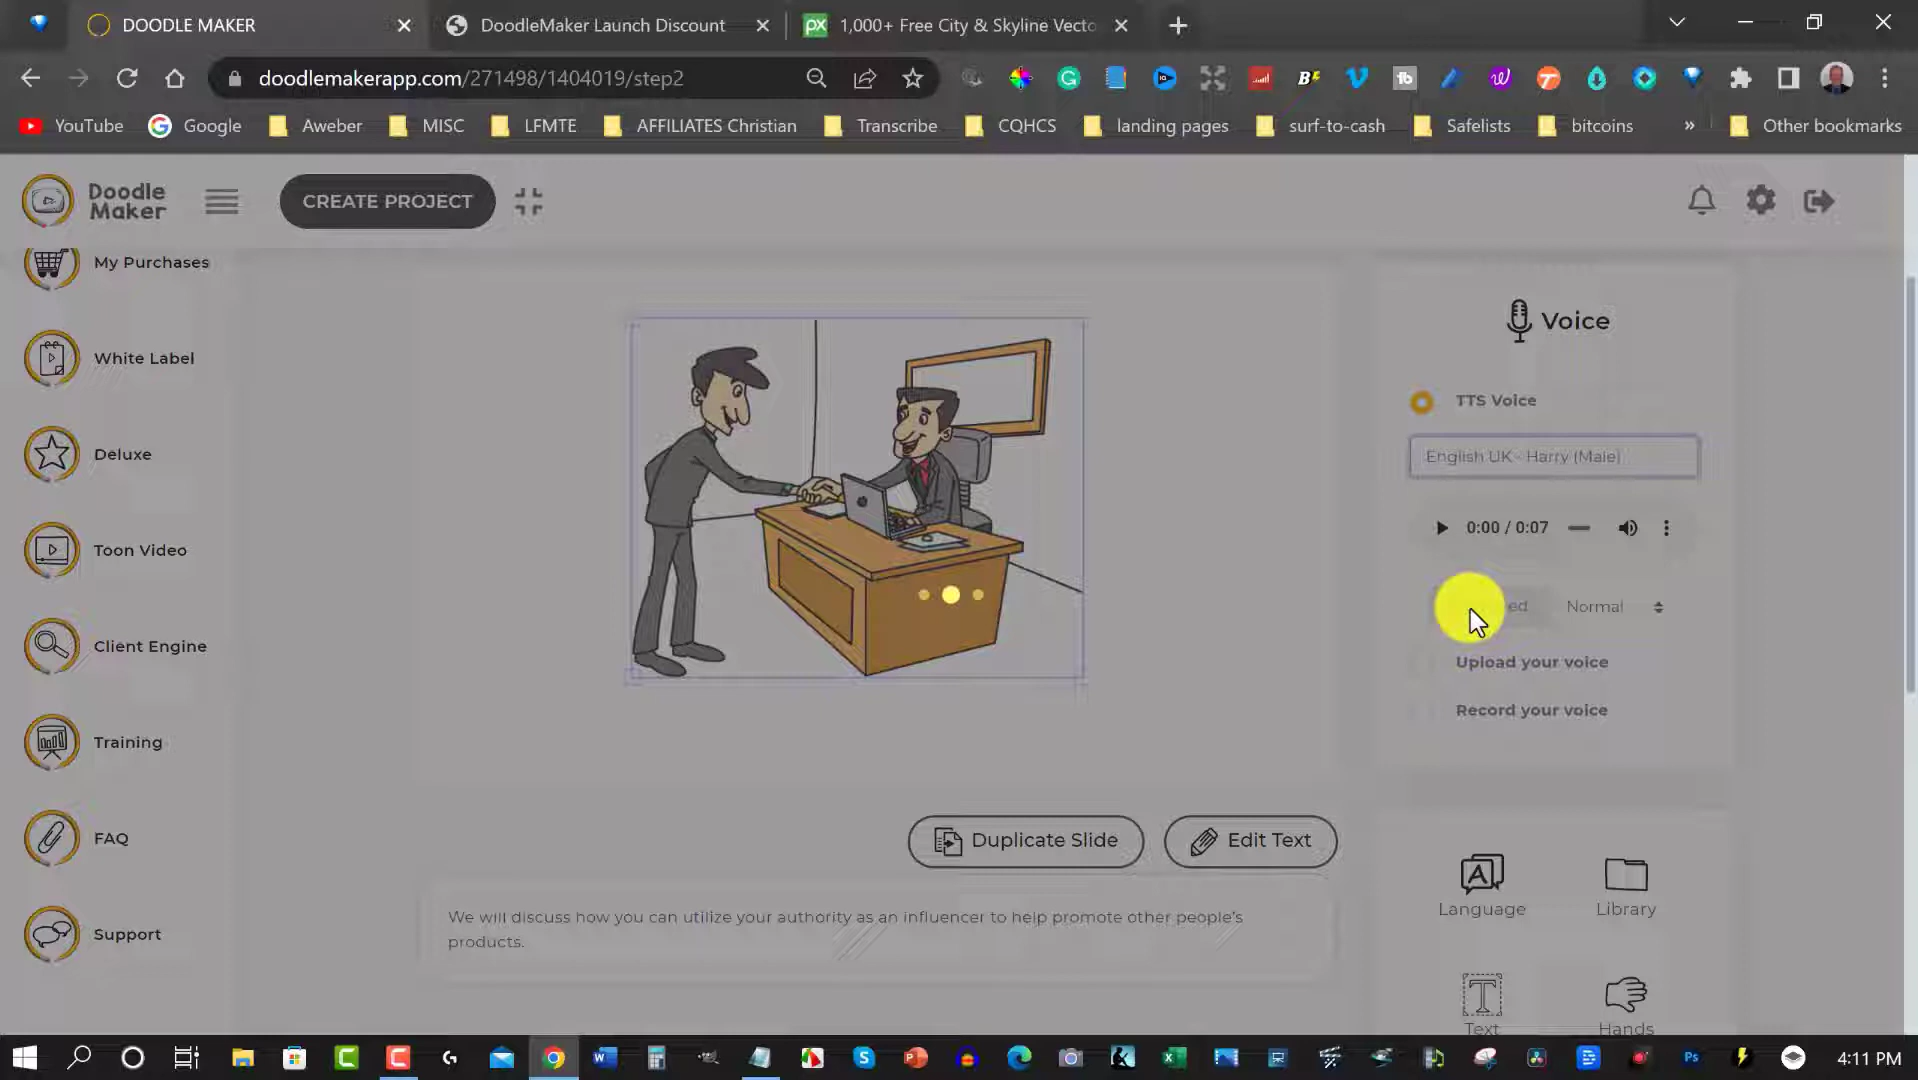 DOODLE MAKER
DoodleMaker Launch Discount
px 1,000+ Free City & Skyline Vecto
doodlemakerapp.com/271498/1404019/step2
YouTube
Google
Aweber
MISC
LFMTE
AFFILIATES Christian
Transcribe
CQHCS
landing pages
surf-to-cash
Safelists
bitcoins
»
Other bookmarks
Doodle
Maker
CREATE PROJECT
My Purchases
White Label
Deluxe
Toon Video
Client Engine
Training
FAQ
Support
Voice
TTS Voice
English UK - Harry (Male)
0:00 / 0:07
ed
Normal
Upload your voice
Record your voice
Duplicate Slide
Edit Text
We will discuss how you can utilize your authority as an influencer to help promote other people's
products.
Language
Library
Text
Hands
4:11 PM